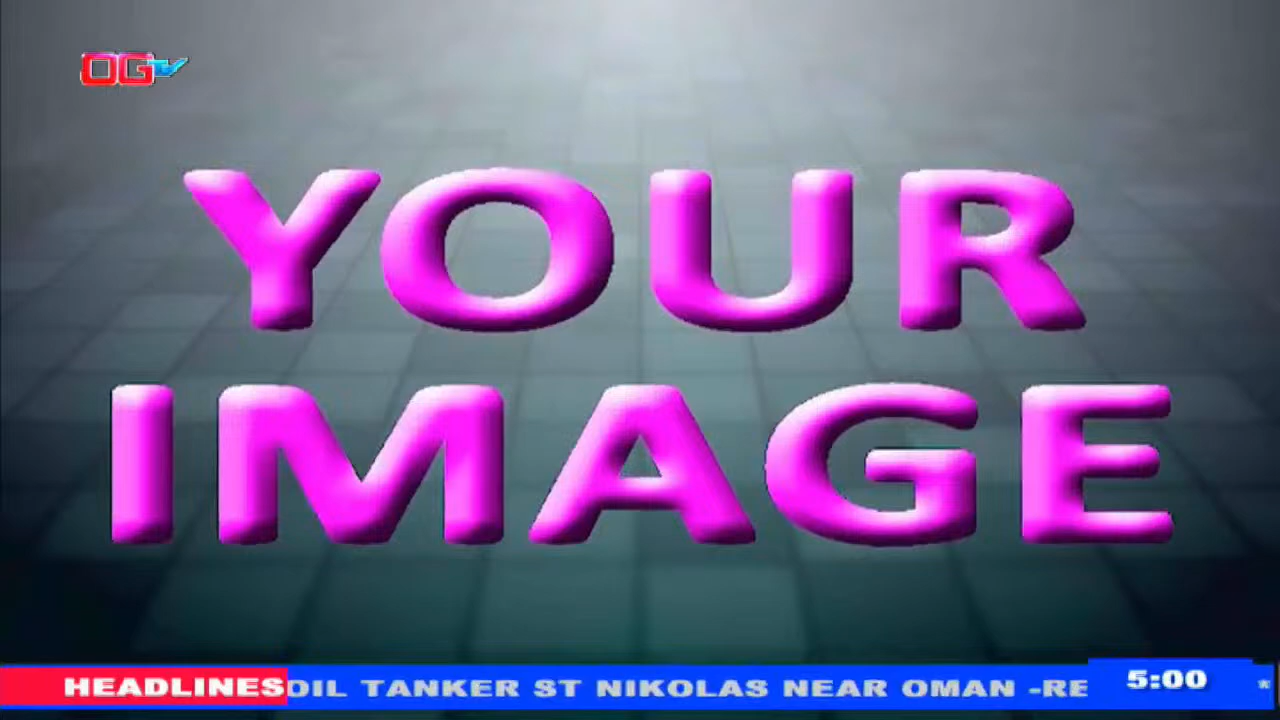 OGTV
YOUR
IMAGE
HEADLINES OIL TANKER ST NIKOLAS NEAR OMAN -RE 5:00